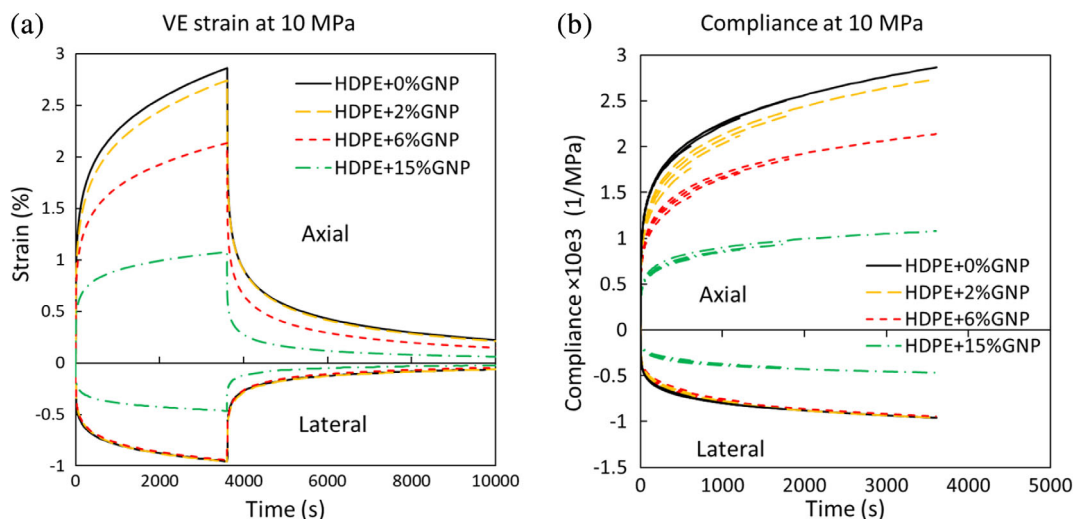 (a)
VE strain at 10 MPa
3
2.5
2
1.5
1
0.5
0
-0.5
-1
Strain (%)
HDPE+0%GNP
HDPE+2%GNP
HDPE+6%GNP
HDPE+15%GNP
Axial
Lateral
0
2000
4000
6000
8000
10000
Time (s)
(b)
Compliance at 10 MPa
3
2.5
2
1.5
1
0.5
0
-0.5
-1
-1.5
Compliance ×10e3 (1/MPa)
HDPE+0%GNP
HDPE+2%GNP
HDPE+6%GNP
HDPE+15%GNP
Axial
Lateral
0
1000
2000
3000
4000
5000
Time (s)